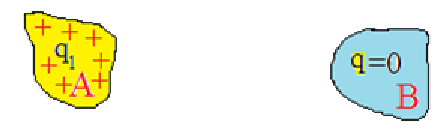 + + +
q₁
+ +
+ A +
q=0
B